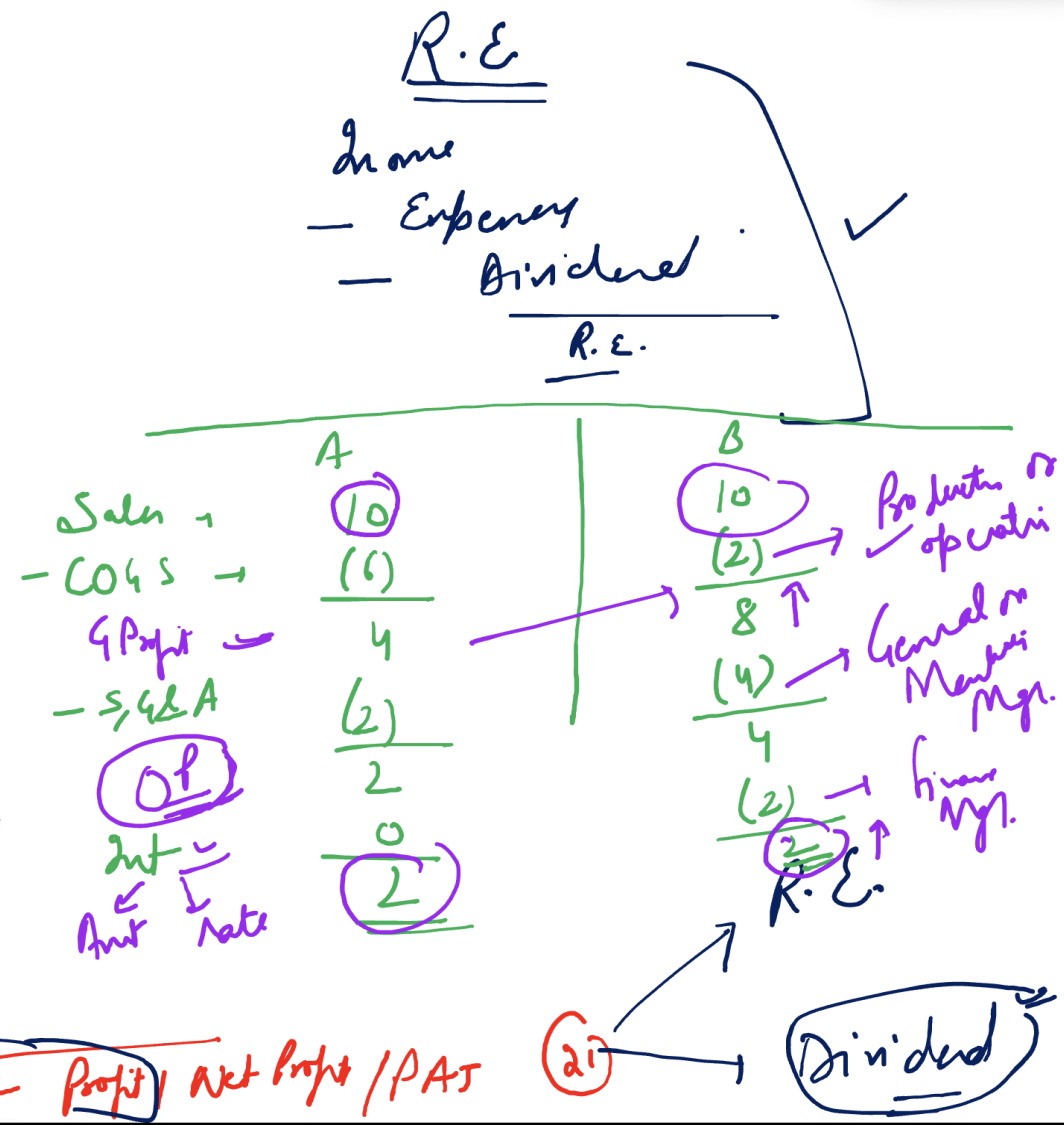 R.E
Income
— Expenses
— Dividend
R.E.
A B
Sales → 10 10
- COGS → (6) (2) → Production or operation
G Profit 4 8 ↑
- S,G&A (2) (4) → General or Mgr.
OP 2 4
Int 0 (2) → Finance Mgr.
Amt rate 2 2 ↑
R.E.
- Profit / Net Profit / PAT 21 Dividend